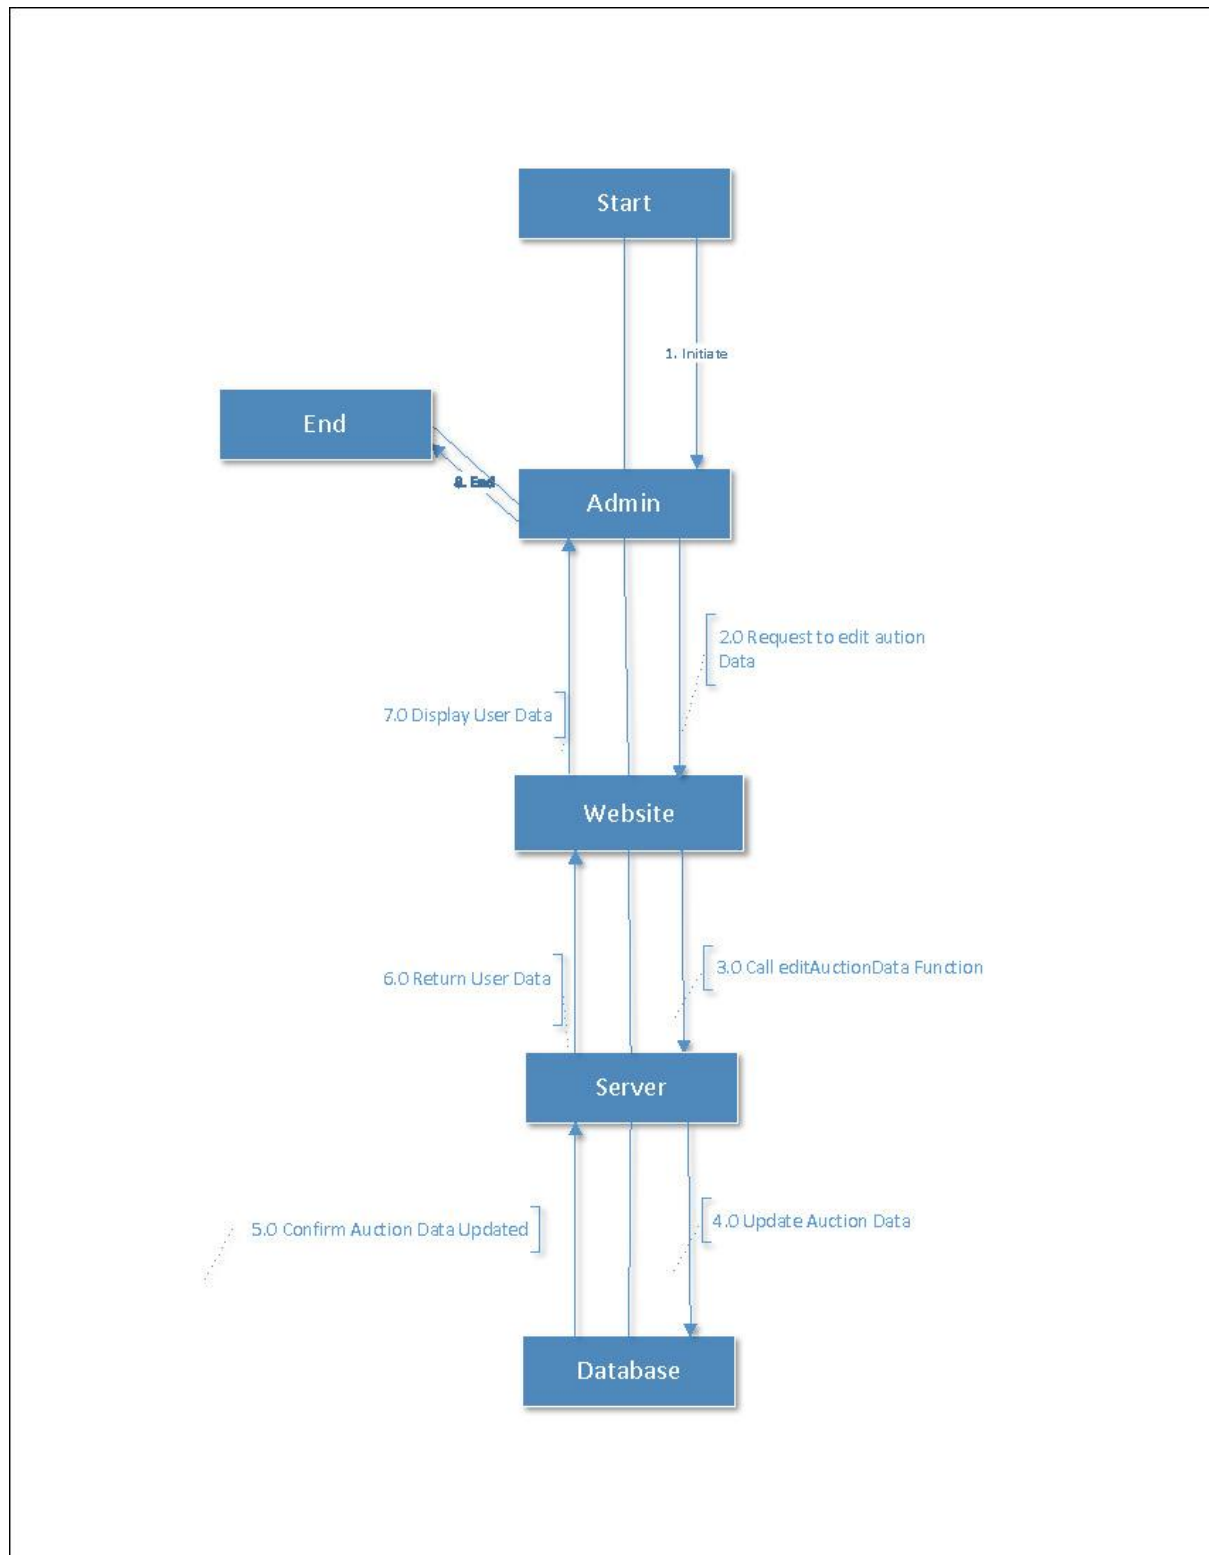 Start
1. Initiate
End
End
Admin
2.0 Request to edit aution
Data
7.0 Display User Data
Website
3.0 Call editAuctionData Function
6.0 Return User Data
Server
4.0 Update Auction Data
5.0 Confirm Auction Data Updated
Database